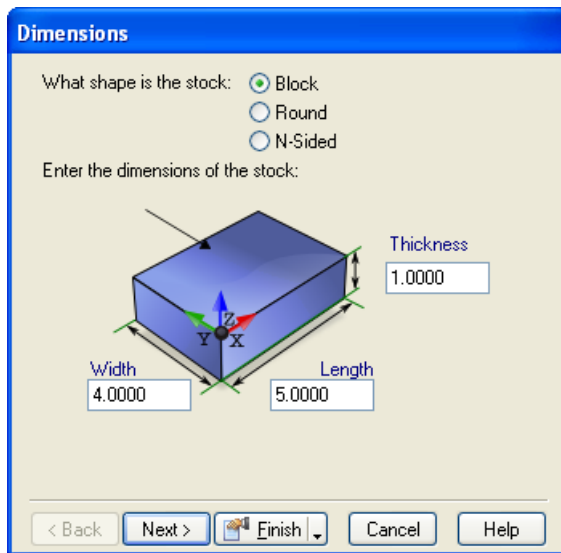 Dimensions
What shape is the stock: Block
Round
N-Sided
Enter the dimensions of the stock:
Thickness
1.0000
Z
Y X
Width Length
4.0000 5.0000
< Back Next > Finish Cancel Help